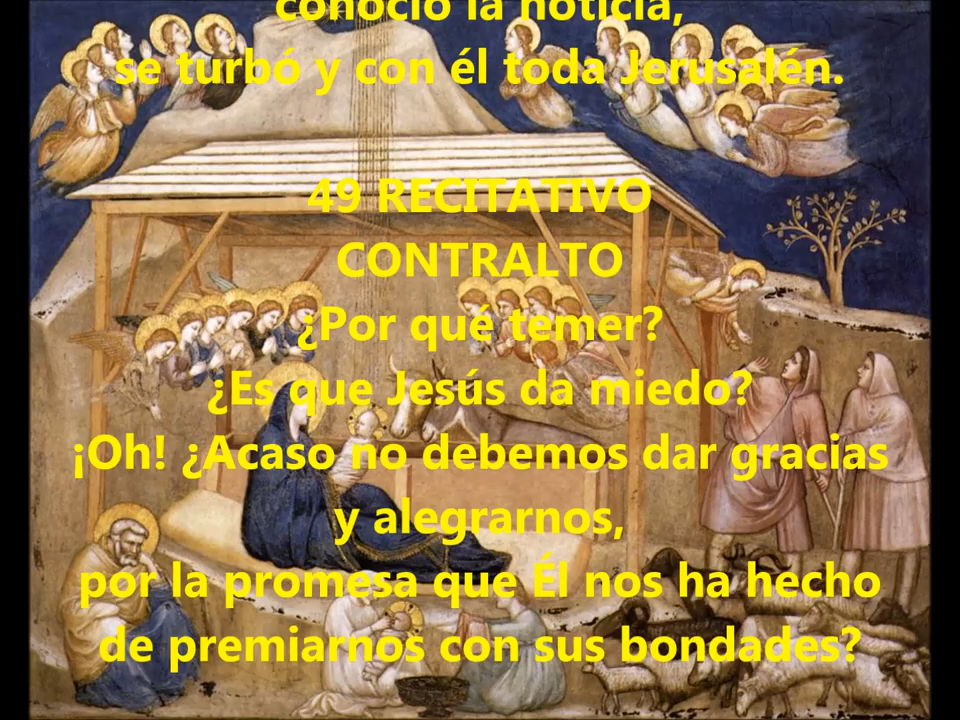 conoció la noticia,
se turbó y con él toda Jerusalén.
49 RECITATIVO
CONTRALTO
¿Por qué temer?
¿Es que Jesús da miedo?
¡Oh! ¿Acaso no debemos dar gracias
y alegrarnos,
por la promesa que Él nos ha hecho
de premiarnos con sus bondades?